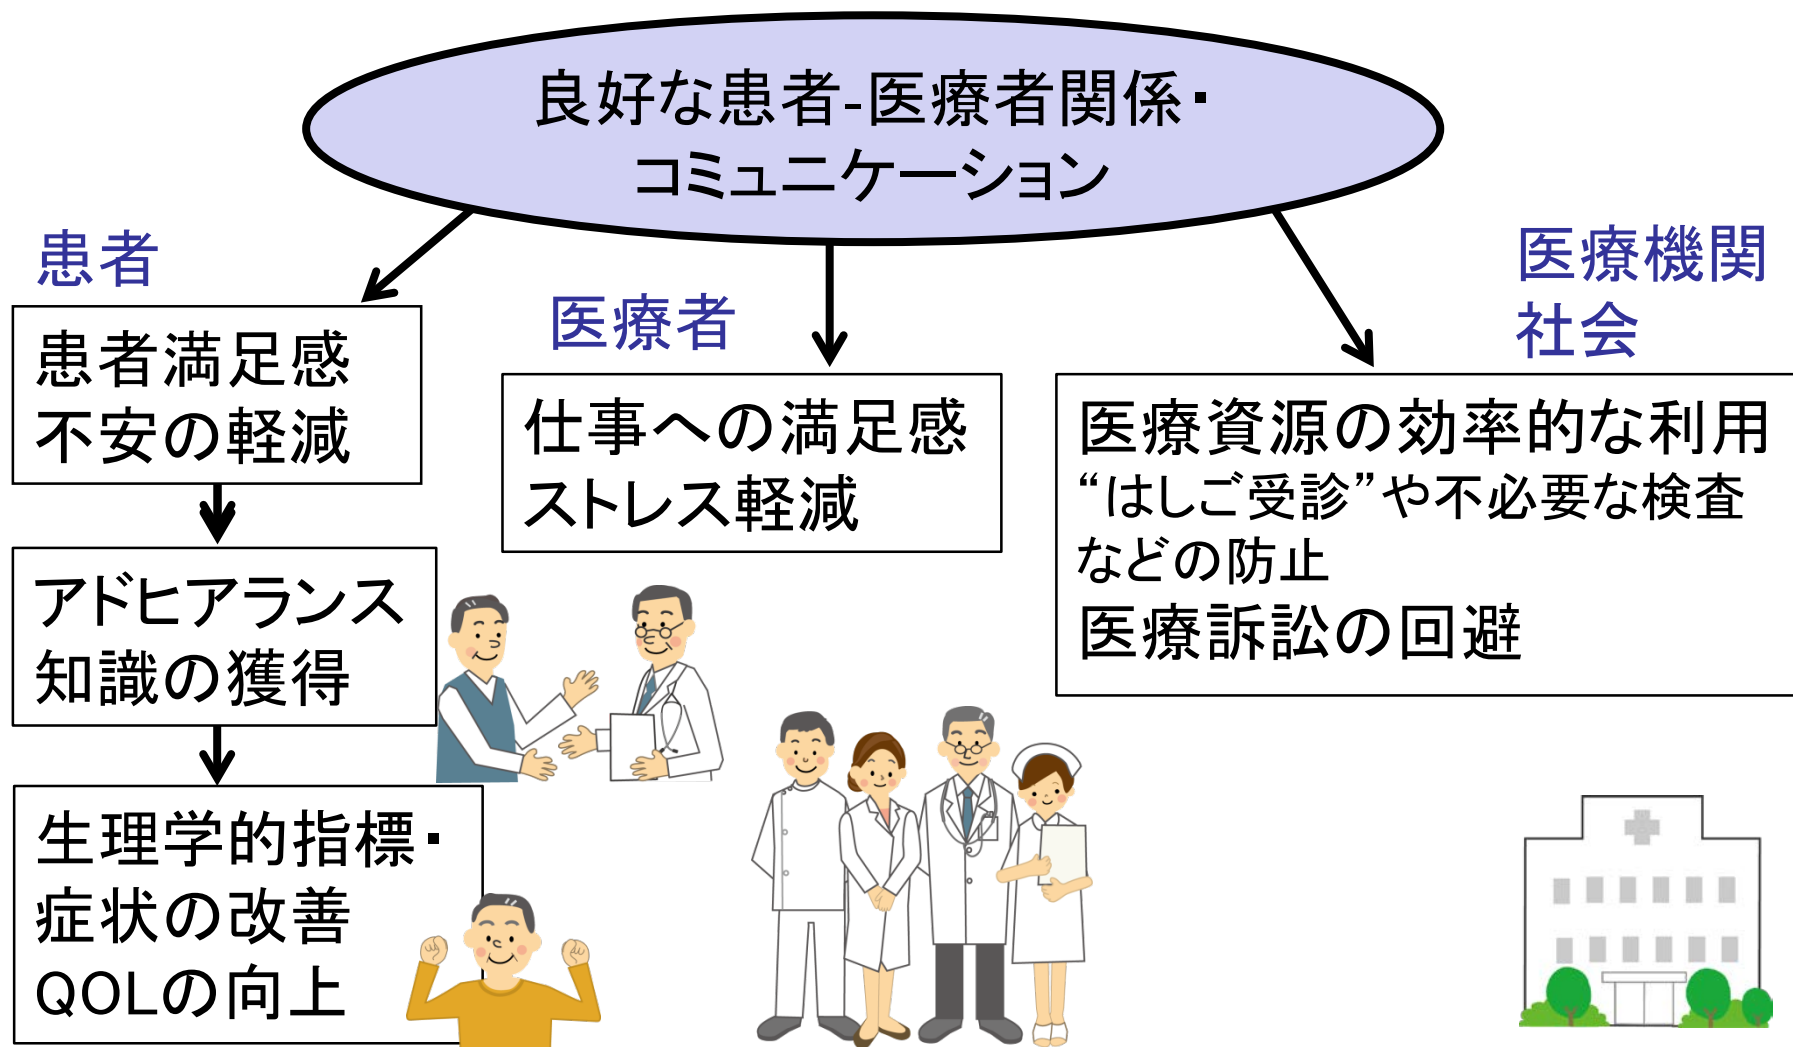 良好な患者-医療者関係・
コミュニケーション
患者
患者満足感
不安の軽減
アドヒアランス
知識の獲得
生理学的指標・
症状の改善
QOLの向上
医療者
仕事への満足感
ストレス軽減
医療機関
社会
医療資源の効率的な利用
“はしご受診”や不必要な検査
などの防止
医療訴訟の回避